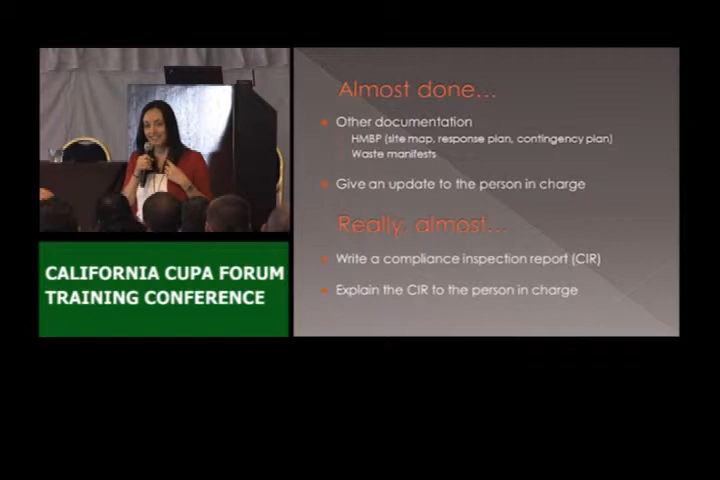 Almost done...
Other documentation
HMBP (site map, response plan, contingency plan)
Waste manifests
Give an update to the person in charge
Really, almost...
Write a compliance inspection report (CIR)
Explain the CIR to the person in charge
CALIFORNIA CUPA FORUM
TRAINING CONFERENCE